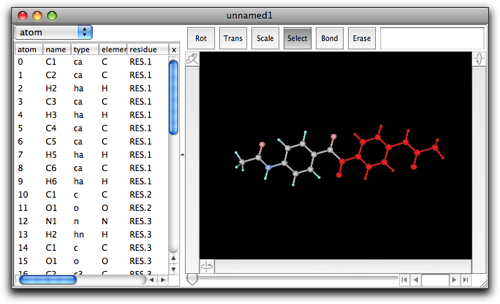 unnamed1
atom
Rot Trans Scale Select Bond Erase
atom name type elemen residue x
0 C1 ca C RES.1
1 C2 ca C RES.1
2 H2 ha H RES.1
3 C3 ca C RES.1
4 H3 ha H RES.1
5 C4 ca C RES.1
6 C5 ca C RES.1
7 H5 ha H RES.1
8 C6 ca C RES.1
9 H6 ha H RES.1
10 C1 c C RES.2
11 O1 o O RES.2
12 N1 n N RES.3
13 H2 hn H RES.3
14 C1 c C RES.3
15 O1 o O RES.3
16 C2 c3 C RES.3